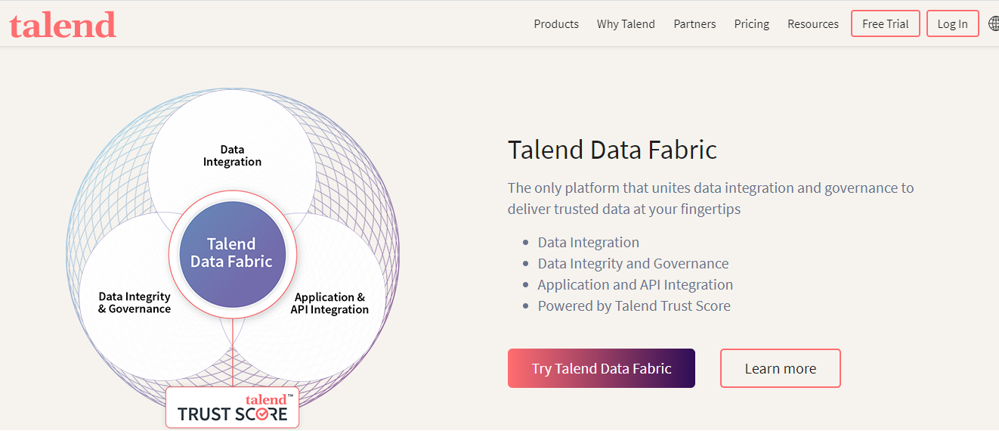 talend
Products
Why Talend
Partners
Pricing
Resources
Free Trial
Log In
Data
Integration
Talend
Data Fabric
Data Integrity
& Governance
Application &
API Integration
talend™
TRUST SCORE
Talend Data Fabric
The only platform that unites data integration and governance to
deliver trusted data at your fingertips
Data Integration
Data Integrity and Governance
Application and API Integration
Powered by Talend Trust Score
Try Talend Data Fabric
Learn more